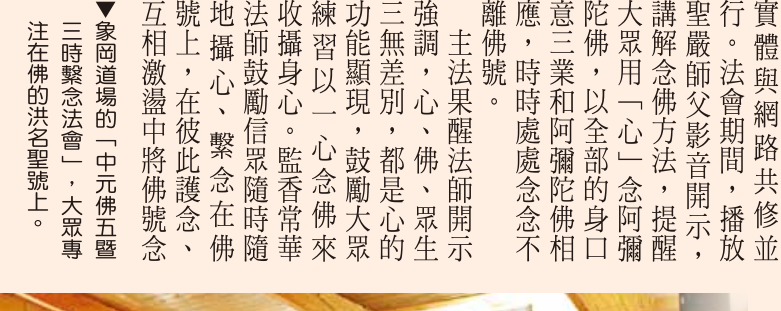 實體與網路共修並
行。法會期間，播放
聖嚴師父影音開示，
講解念佛方法，提醒
大眾用「心」念阿彌
陀佛，以全部的身口
意三業和阿彌陀佛相
應，時時處處念念不
離佛號。
主法果醒法師開示
強調，心、佛、眾生
三無差別，都是心的
功能顯現，鼓勵大眾
練習以一心念佛來
收攝身心。監香常華
法師鼓勵信眾隨時隨
地攝心、繫念在佛
號上，在彼此護念、
互相激盪中將佛號念
▼象岡道場的「中元佛五暨
三時繫念法會」，大眾專
注在佛的洪名聖號上。